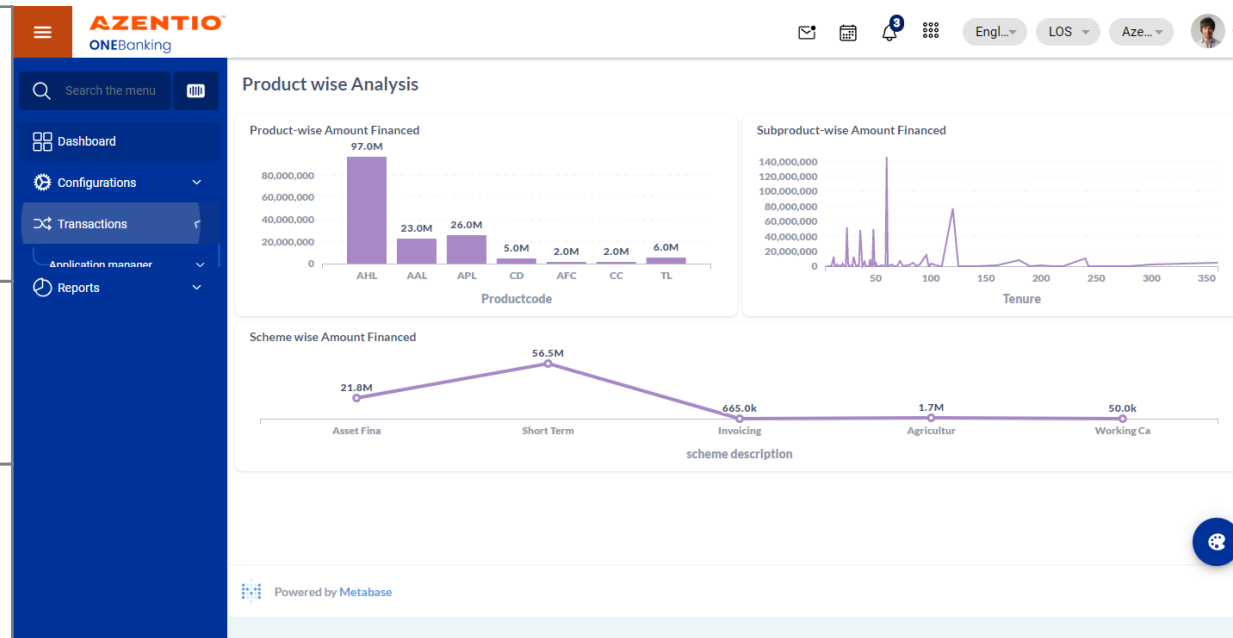 AZENTIO
ONEBanking
3
Engl...
LOS
Aze...
Search the menu
Dashboard
Configurations
Transactions
Application manager
Reports
Product wise Analysis
Product-wise Amount Financed
97.0M
80,000,000
60,000,000
40,000,000
20,000,000
0
23.0M
26.0M
5.0M
2.0M
2.0M
6.0M
AHL
AAL
APL
CD
AFC
CC
TL
Productcode
Subproduct-wise Amount Financed
140,000,000
120,000,000
100,000,000
80,000,000
60,000,000
40,000,000
20,000,000
0
50
100
150
200
250
300
350
Tenure
Scheme wise Amount Financed
21.8M
56.5M
665.0k
1.7M
50.0k
Asset Fina
Short Term
Invoicing
Agricultur
Working Ca
scheme description
Powered by Metabase